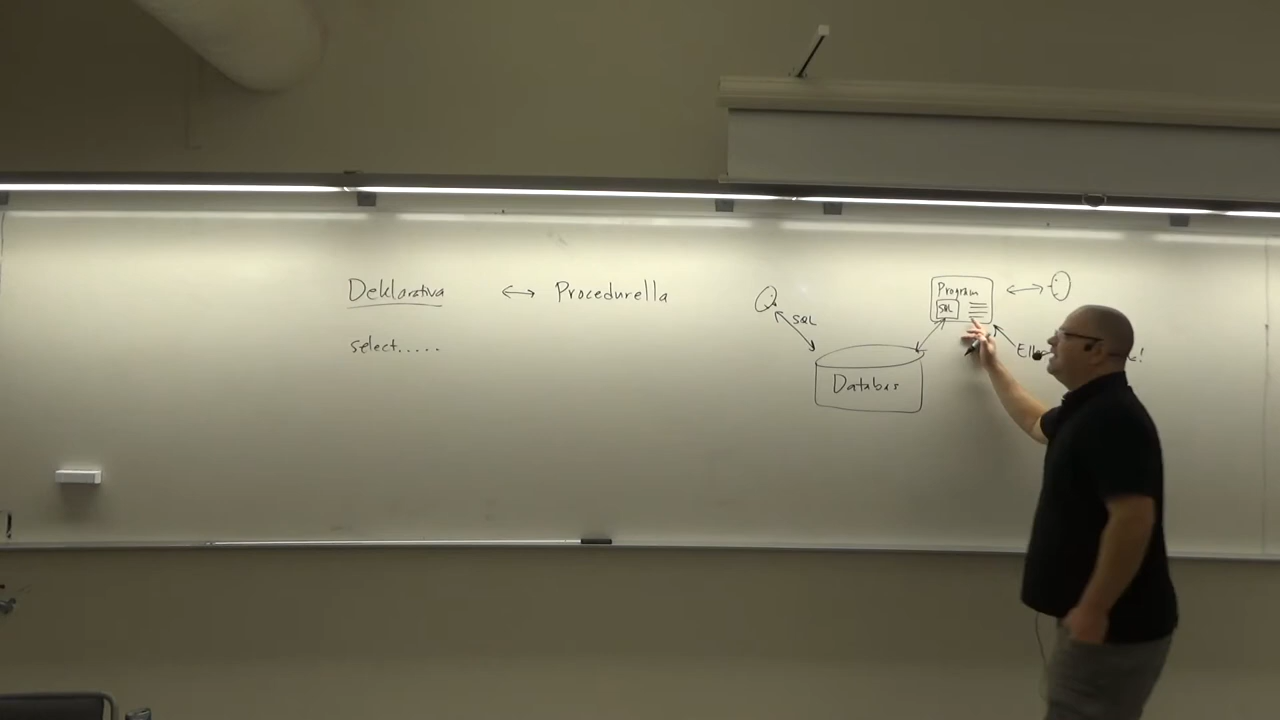 Deklarativa ↔ Procedurella
select.....
SQL
Databas
Program
SQL